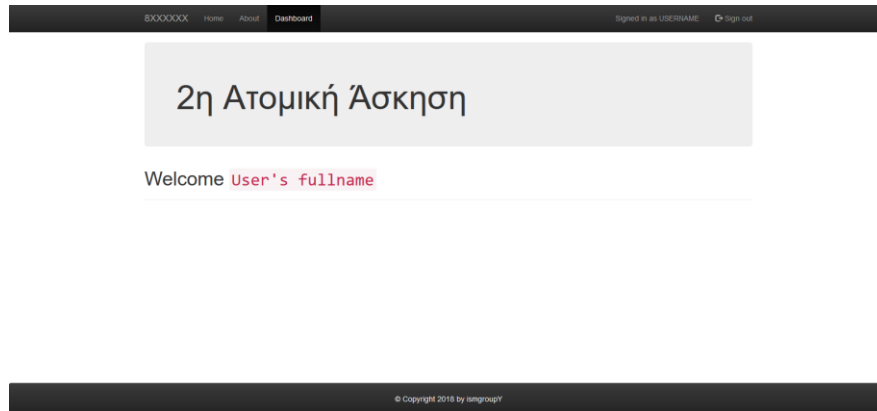 8XXXXXX Home About Dashboard Signed in as USERNAME Sign out
2η Ατομική Άσκηση
Welcome User's fullname
© Copyright 2018 by ismgroupY